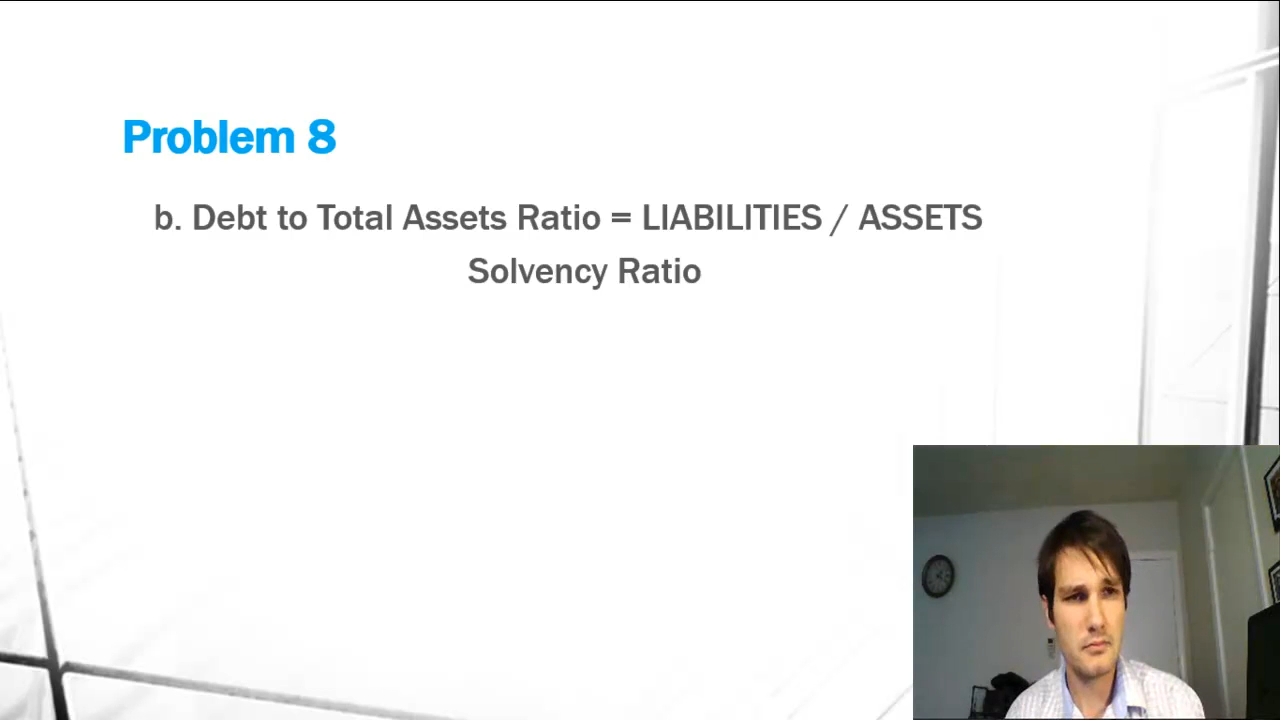 Problem 8
b. Debt to Total Assets Ratio = LIABILITIES / ASSETS
Solvency Ratio